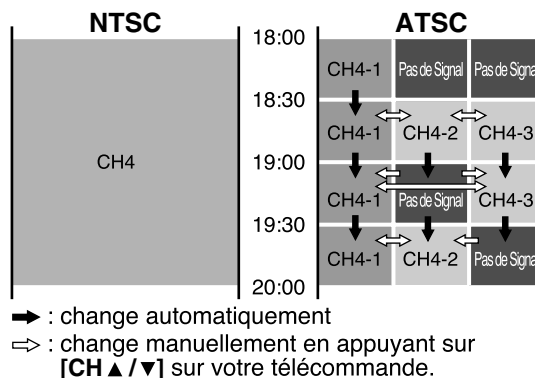 NTSC ATSC
18:00
CH4-1 Pas de Signal Pas de Signal
18:30
CH4-1 CH4-2 CH4-3
CH4
19:00
CH4-1 Pas de Signal CH4-3
19:30
CH4-1 CH4-2 Pas de Signal
20:00
➡ : change automatiquement
⇨ : change manuellement en appuyant sur
[CH ▲ / ▼] sur votre télécommande.